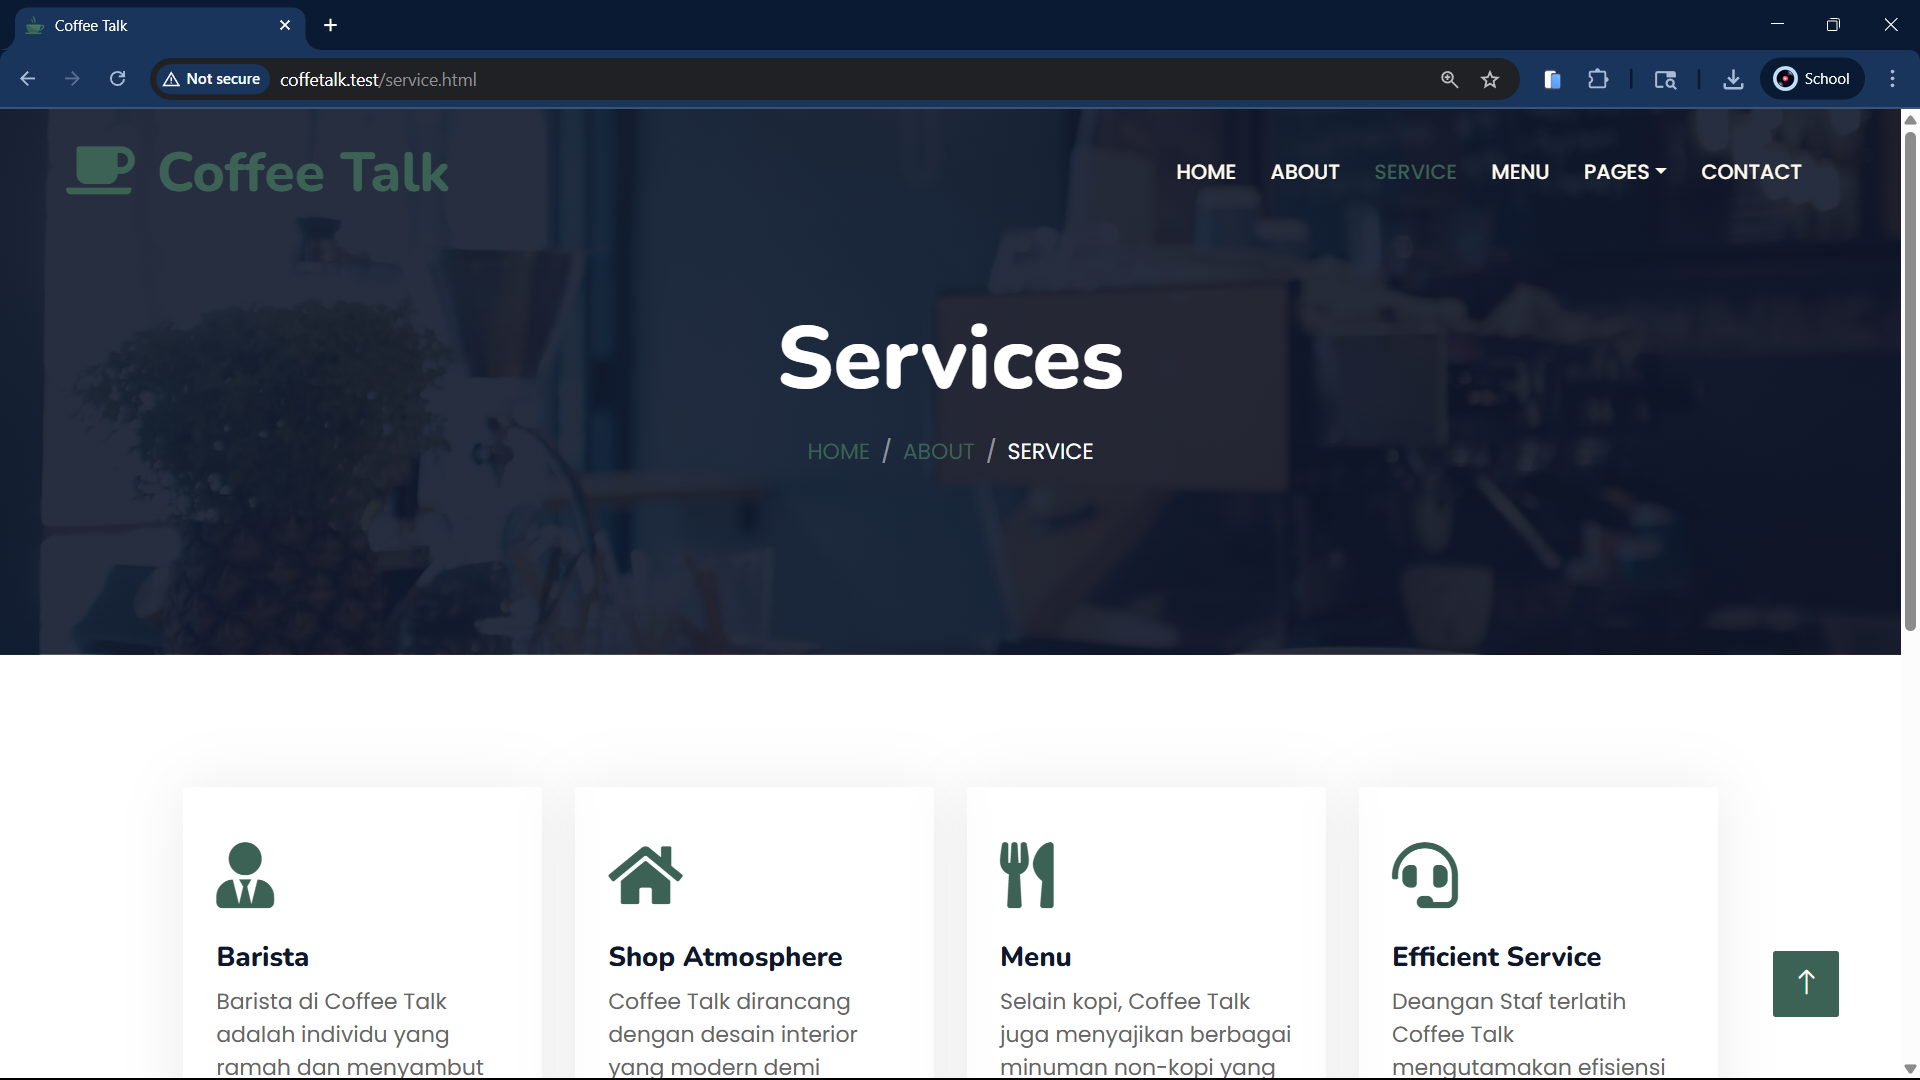 Coffee Talk
Not secure
coffetalk.test/service.html
School
Coffee Talk
HOME
ABOUT
SERVICE
MENU
PAGES
CONTACT
Services
HOME / ABOUT / SERVICE
Barista
Barista di Coffee Talk
adalah individu yang
ramah dan menyambut
Shop Atmosphere
Coffee Talk dirancang
dengan desain interior
yang modern demi
Menu
Selain kopi, Coffee Talk
juga menyajikan berbagai
minuman non-kopi yang
Efficient Service
Deangan Staf terlatih
Coffee Talk
mengutamakan efisiensi